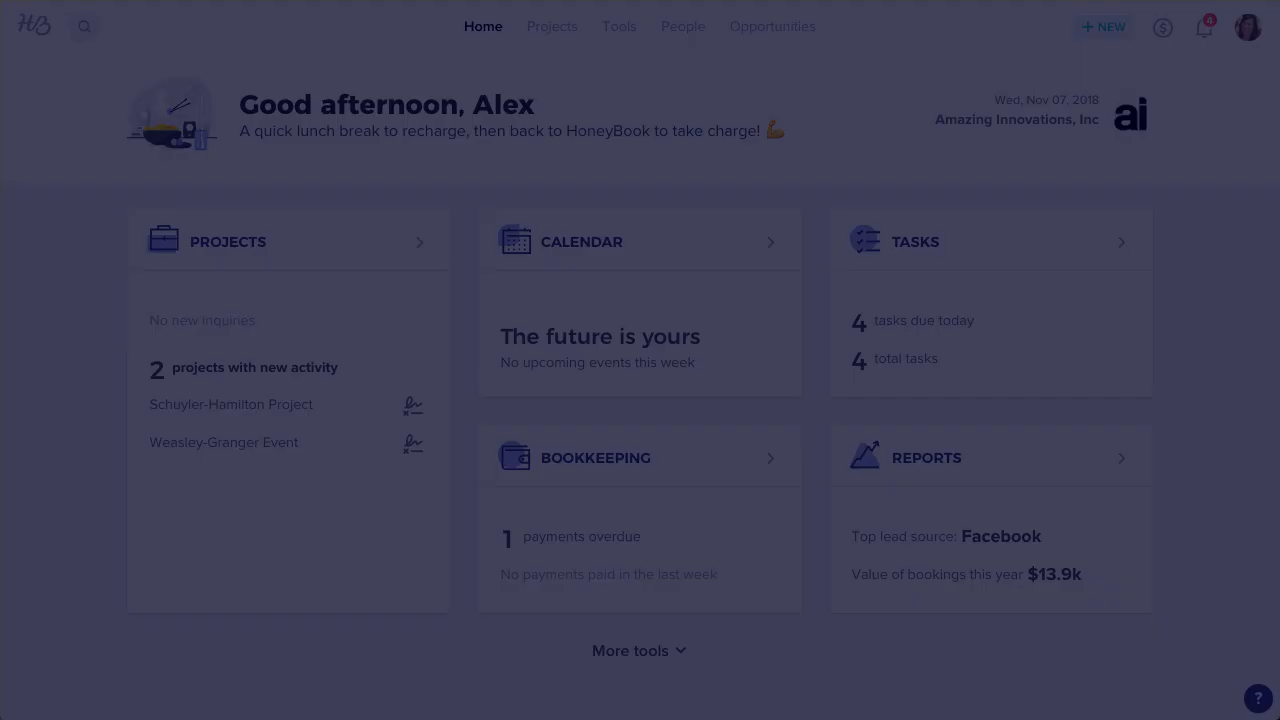 HB
Home Projects Tools People Opportunities
+ NEW
$
4
Good afternoon, Alex
A quick lunch break to recharge, then back to HoneyBook to take charge! 💪
Wed, Nov 07, 2018
Amazing Innovations, Inc
ai
PROJECTS
No new inquiries
2 projects with new activity
Schuyler-Hamilton Project
Weasley-Granger Event
CALENDAR
The future is yours
No upcoming events this week
TASKS
4 tasks due today
4 total tasks
BOOKKEEPING
1 payments overdue
No payments paid in the last week
REPORTS
Top lead source: Facebook
Value of bookings this year $13.9k
More tools
?